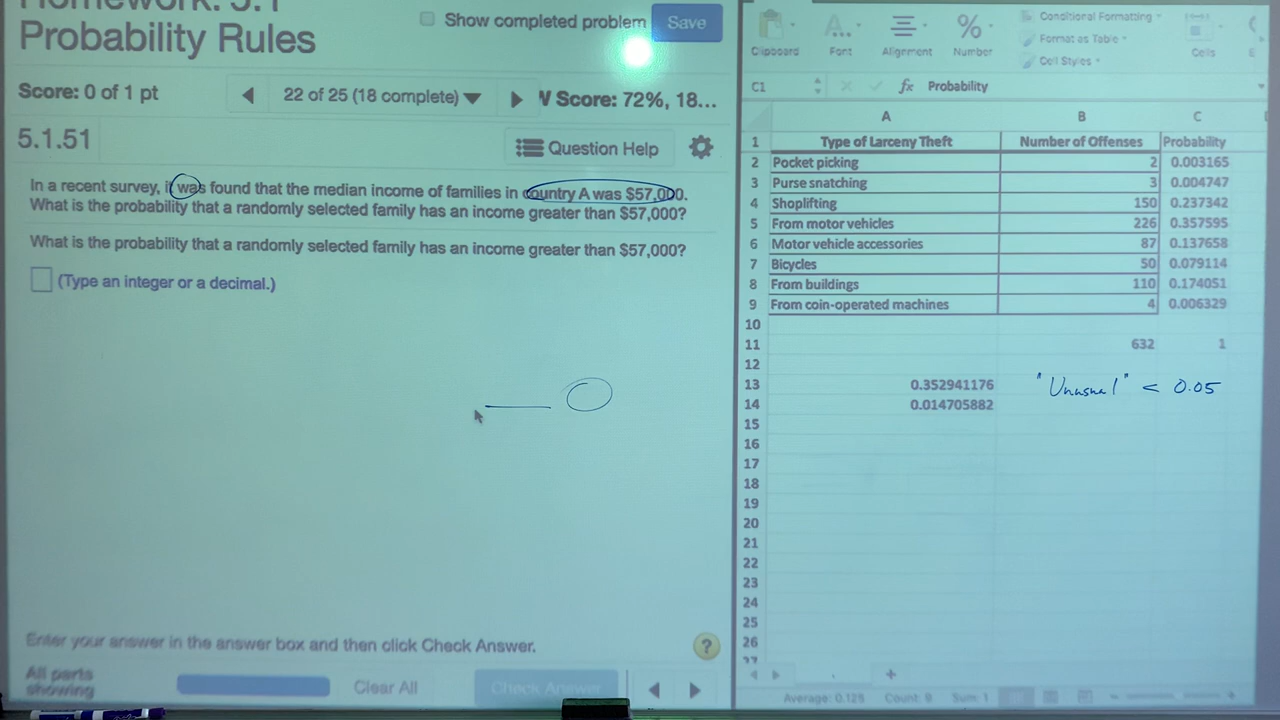 Homework: 5.1
Probability Rules
Show completed problem
Save
Score: 0 of 1 pt
22 of 25 (18 complete)
W Score: 72%, 18...
5.1.51
Question Help
In a recent survey, it was found that the median income of families in country A was $57,000.
What is the probability that a randomly selected family has an income greater than $57,000?
What is the probability that a randomly selected family has an income greater than $57,000?
(Type an integer or a decimal.)
Enter your answer in the answer box and then click Check Answer.
?
All parts
showing
Clear All
Check Answer
Clipboard
Font
Alignment
%
Number
Conditional Formatting
Format as Table
Cell Styles
Cells
C1
fx Probability
A B C
1 Type of Larceny Theft Number of Offenses Probability
2 Pocket picking 2 0.003165
3 Purse snatching 3 0.004747
4 Shoplifting 150 0.237342
5 From motor vehicles 226 0.357595
6 Motor vehicle accessories 87 0.137658
7 Bicycles 50 0.079114
8 From buildings 110 0.174051
9 From coin-operated machines 4 0.006329
10
11 632 1
12
13 0.352941176 "Unusual" < 0.05
14 0.014705882
15
16
17
18
19
20
21
22
23
24
25
26
27
Average: 0.125 Count: 9 Sum: 1